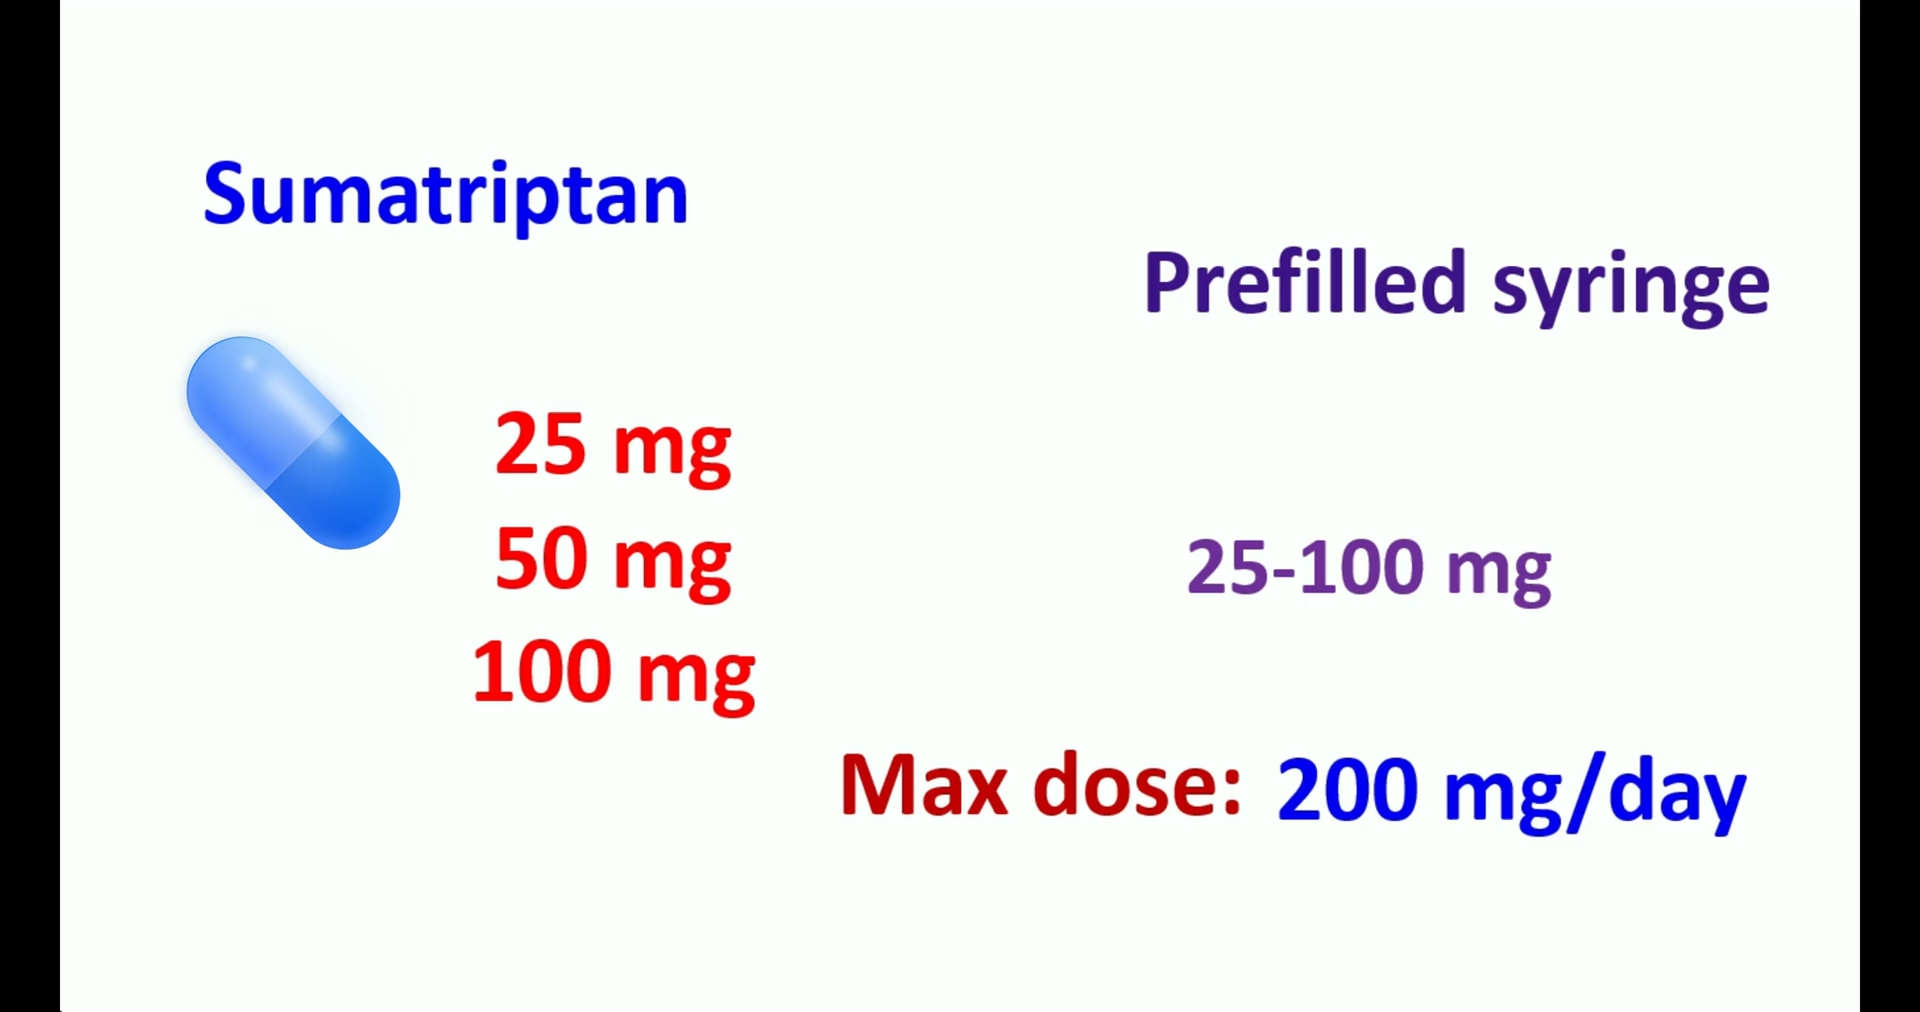 Sumatriptan
Prefilled syringe
25 mg
50 mg
100 mg
25-100 mg
Max dose: 200 mg/day